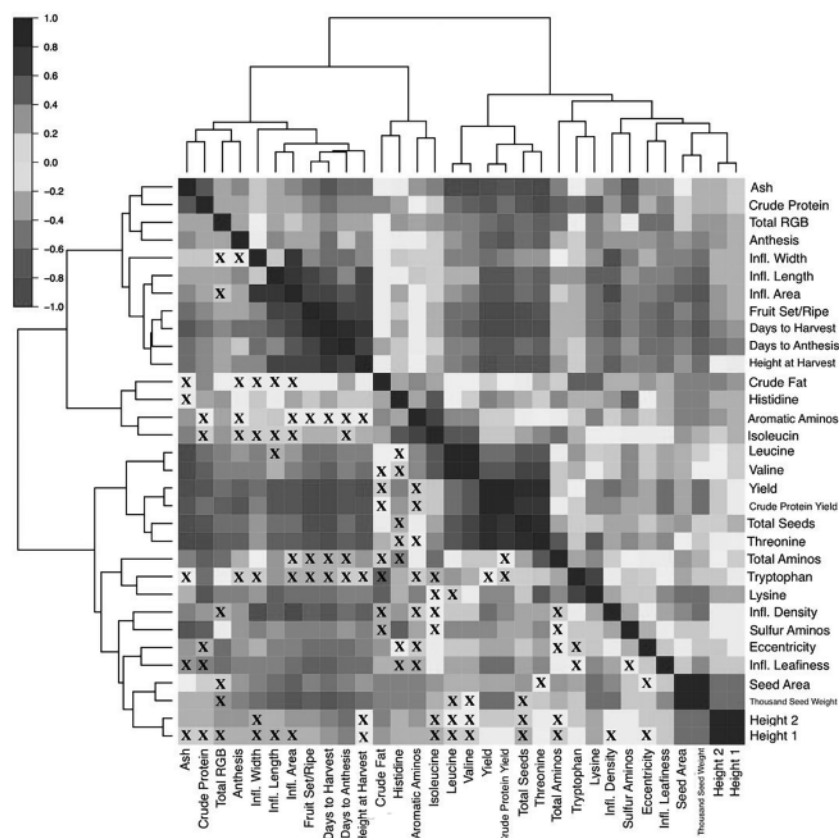 1.0
0.8
0.6
0.4
0.2
0.0
−0.2
−0.4
−0.6
−0.8
−1.0
Ash
Crude Protein
Total RGB
Anthesis
X X Infl. Width
Infl. Length
X Infl. Area
Fruit Set/Ripe
Days to Harvest
Days to Anthesis
Height at Harvest
X X X X X Crude Fat
X Histidine
X X X X X X X Aromatic Aminos
X X X X X X Isoleucin
X X Leucine
X X Valine
X X Yield
X X Crude Protein Yield
X Total Seeds
X X Threonine
X X X X X X X Total Aminos
X X X X X X X X X X X X X Tryptophan
X X Lysine
X X X X X Infl. Density
X X X Sulfur Aminos
X X X X X Eccentricity
X X X X X X Infl. Leafiness
X X X Seed Area
X X X X Thousand Seed Weight
X X X X X X X Height 2
X X X X X X X X X X X X X X Height 1
Ash
Crude Protein
Total RGB
Anthesis
Infl. Width
Infl. Length
Infl. Area
Fruit Set/Ripe
Days to Harvest
Days to Anthesis
Height at Harvest
Crude Fat
Histidine
Aromatic Aminos
Isoleucine
Leucine
Valine
Yield
Crude Protein Yield
Total Seeds
Threonine
Total Aminos
Tryptophan
Lysine
Infl. Density
Sulfur Aminos
Eccentricity
Infl. Leafiness
Seed Area
Thousand Seed Weight
Height 2
Height 1